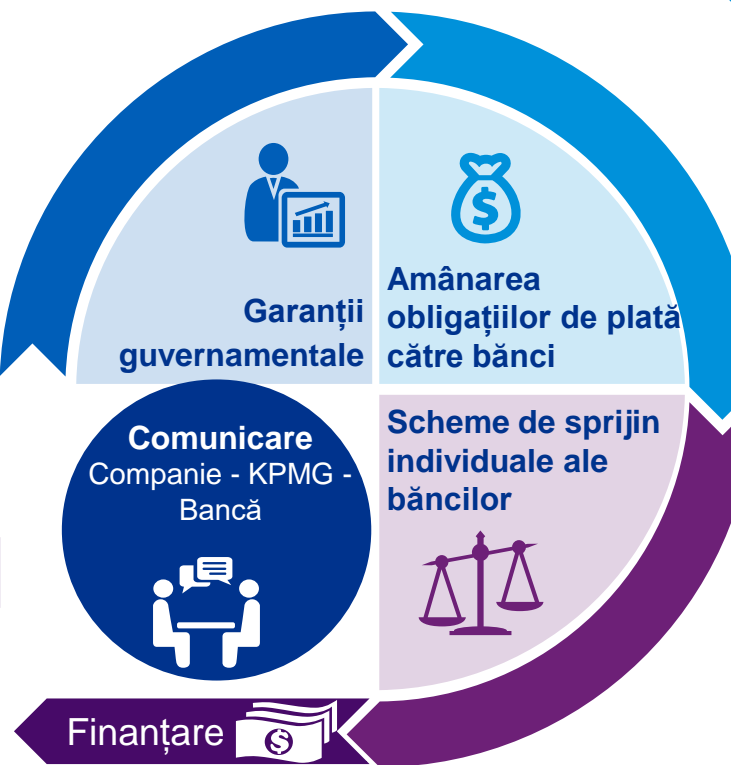 Garanții
guvernamentale
Amânarea
obligațiilor de plată
către bănci
Comunicare
Companie - KPMG -
Bancă
Scheme de sprijin
individuale ale
băncilor
Finanțare